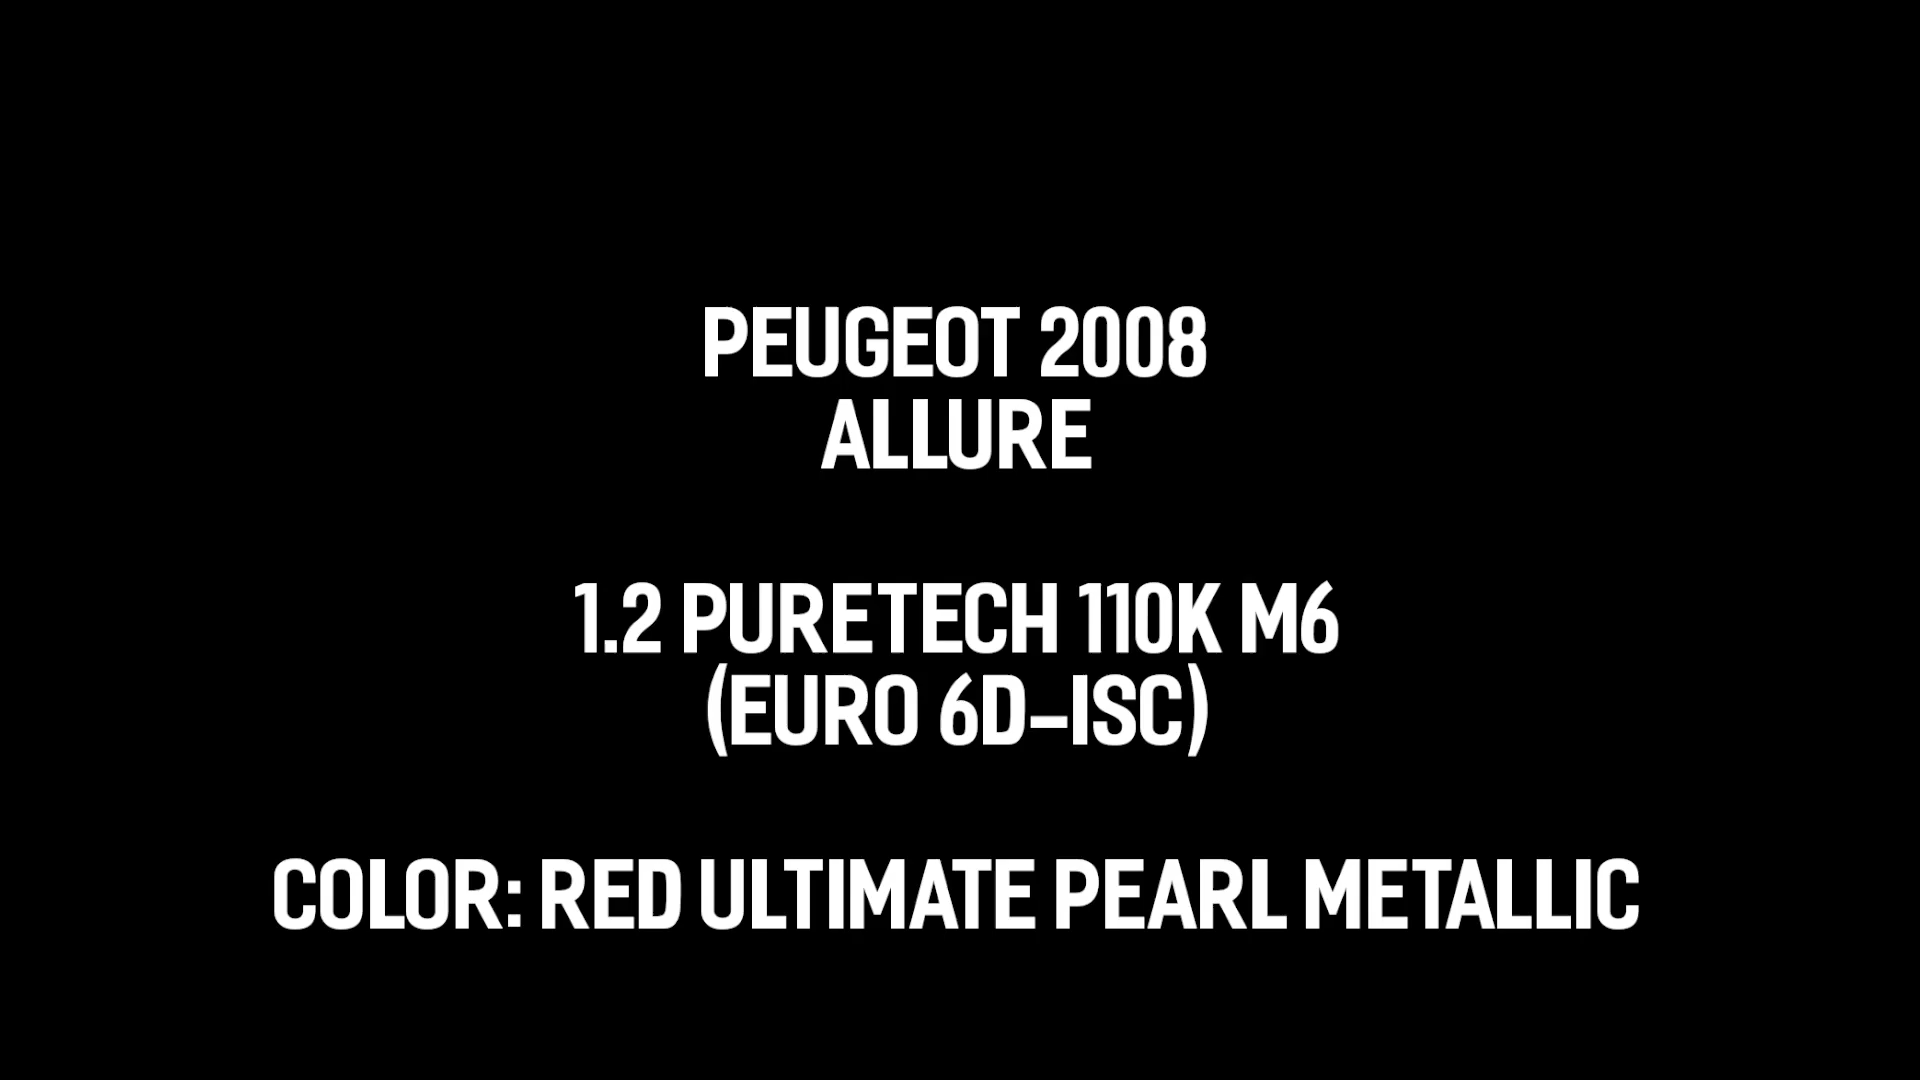 PEUGEOT 2008
ALLURE
1.2 PURETECH 110K M6
(EURO 6D-ISC)
COLOR: RED ULTIMATE PEARL METALLIC